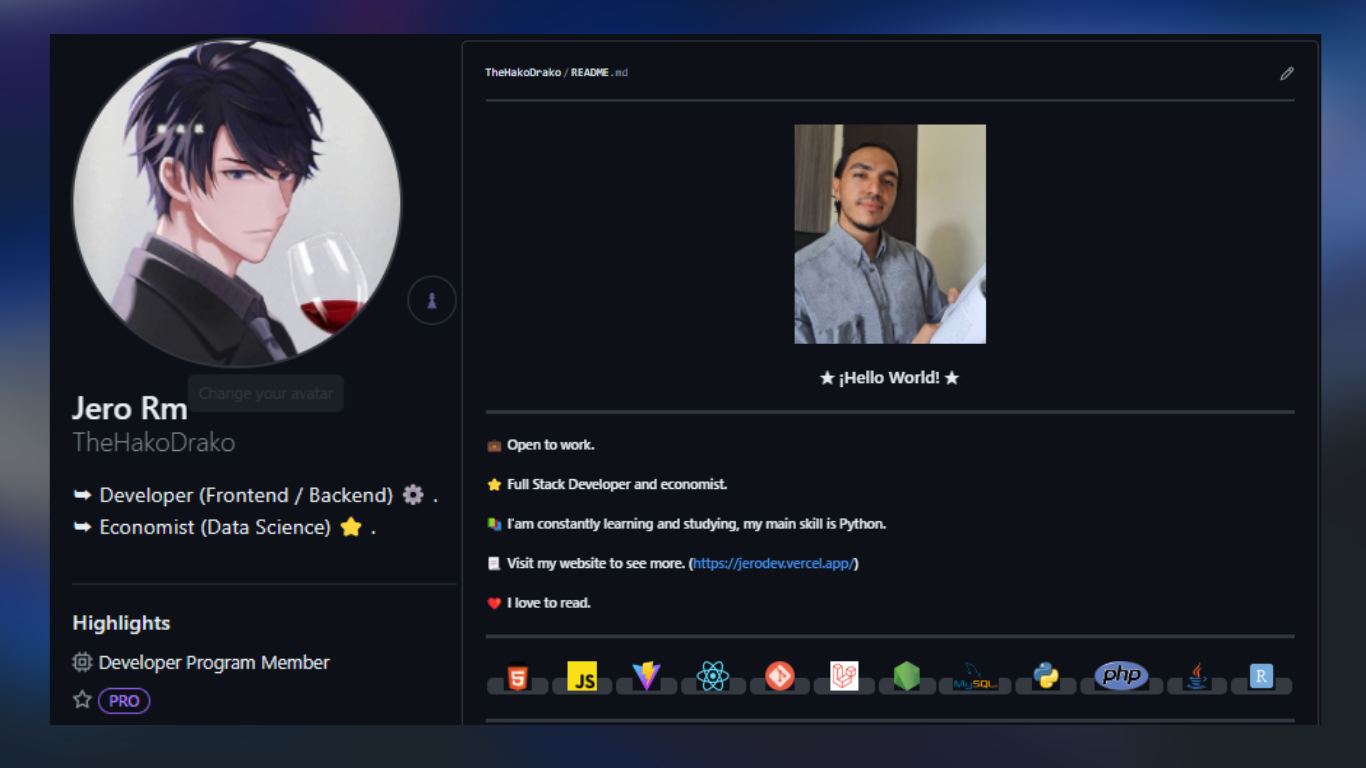 Change your avatar
Jero Rm
TheHakoDrako
➥ Developer (Frontend / Backend) ⚙ .
➥ Economist (Data Science) ⭐ .
Highlights
Developer Program Member
PRO
TheHakoDrako / README.md
★ ¡Hello World! ★
💼 Open to work.
⭐ Full Stack Developer and economist.
📚 I'am constantly learning and studying, my main skill is Python.
📃 Visit my website to see more. (https://jerodev.vercel.app/)
❤️ I love to read.
5 JS MySQL php R